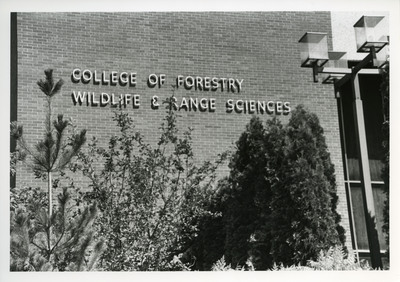 COLLEGE OF FORESTRY
WILDLIFE & RANGE SCIENCES